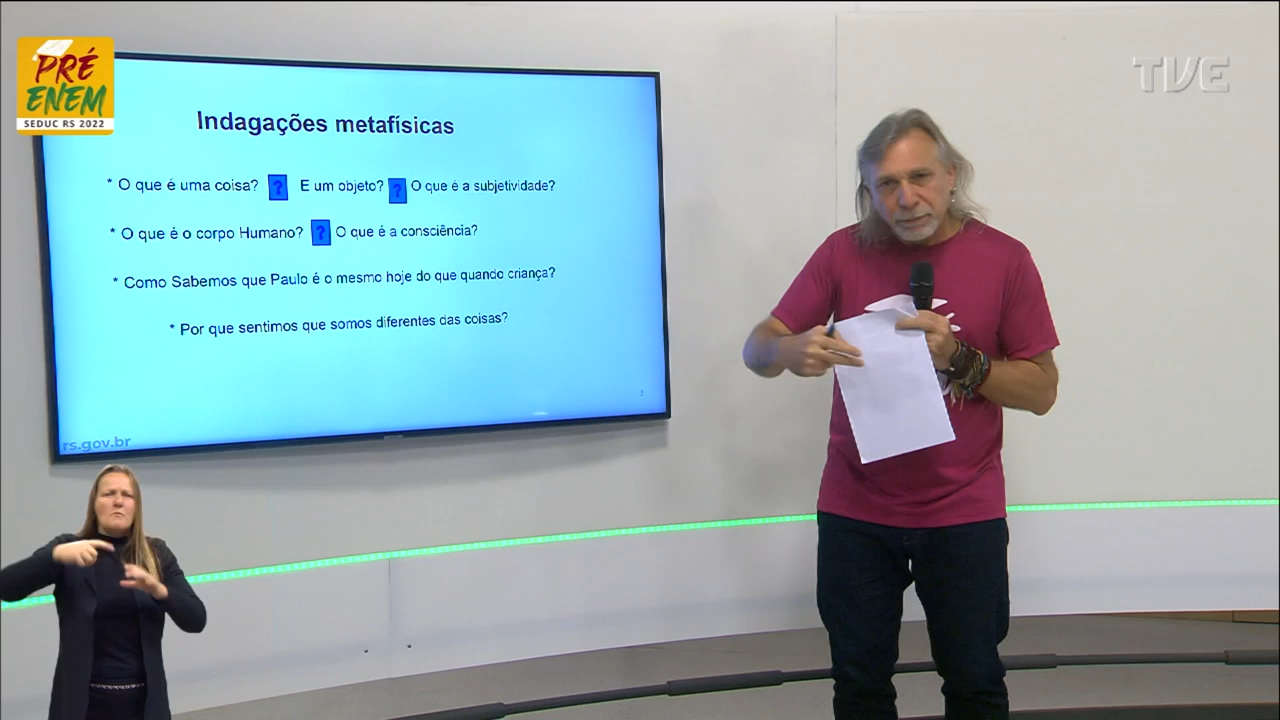 PRÉ
ENEM
SEDUC RS 2022
TVE
Indagações metafísicas
* O que é uma coisa? ? E um objeto? ? O que é a subjetividade?
* O que é o corpo Humano? ? O que é a consciência?
* Como Sabemos que Paulo é o mesmo hoje do que quando criança?
* Por que sentimos que somos diferentes das coisas?
rs.gov.br